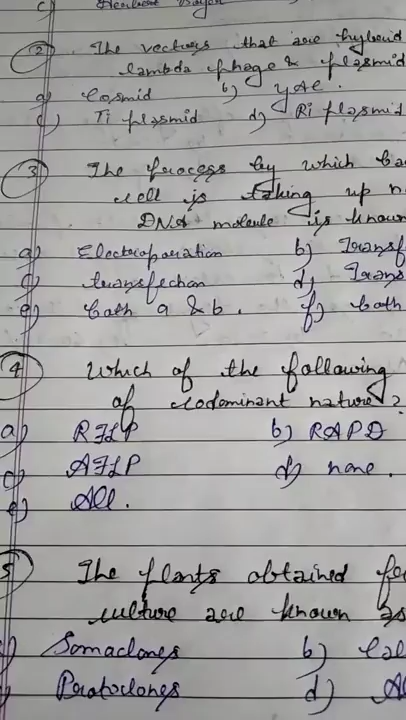 c) Herbert Boyer
② The vectors that are hybrid
lambda phage & plasmid
a) Cosmid b) YAC.
c) Ti plasmid d) Ri plasmid
③ The process by which
cell is taking up
DNA molecule is known
a) Electroporation b) Transf
c) transfection d) Trans
e) both a & b. f) both
④ Which of the following
of codominant nature?
a) RFLP b) RAPD
c) AFLP d) none.
e) All.
5 The plants obtained
culture are known as
Somaclones b) Cal
Protoclones d)